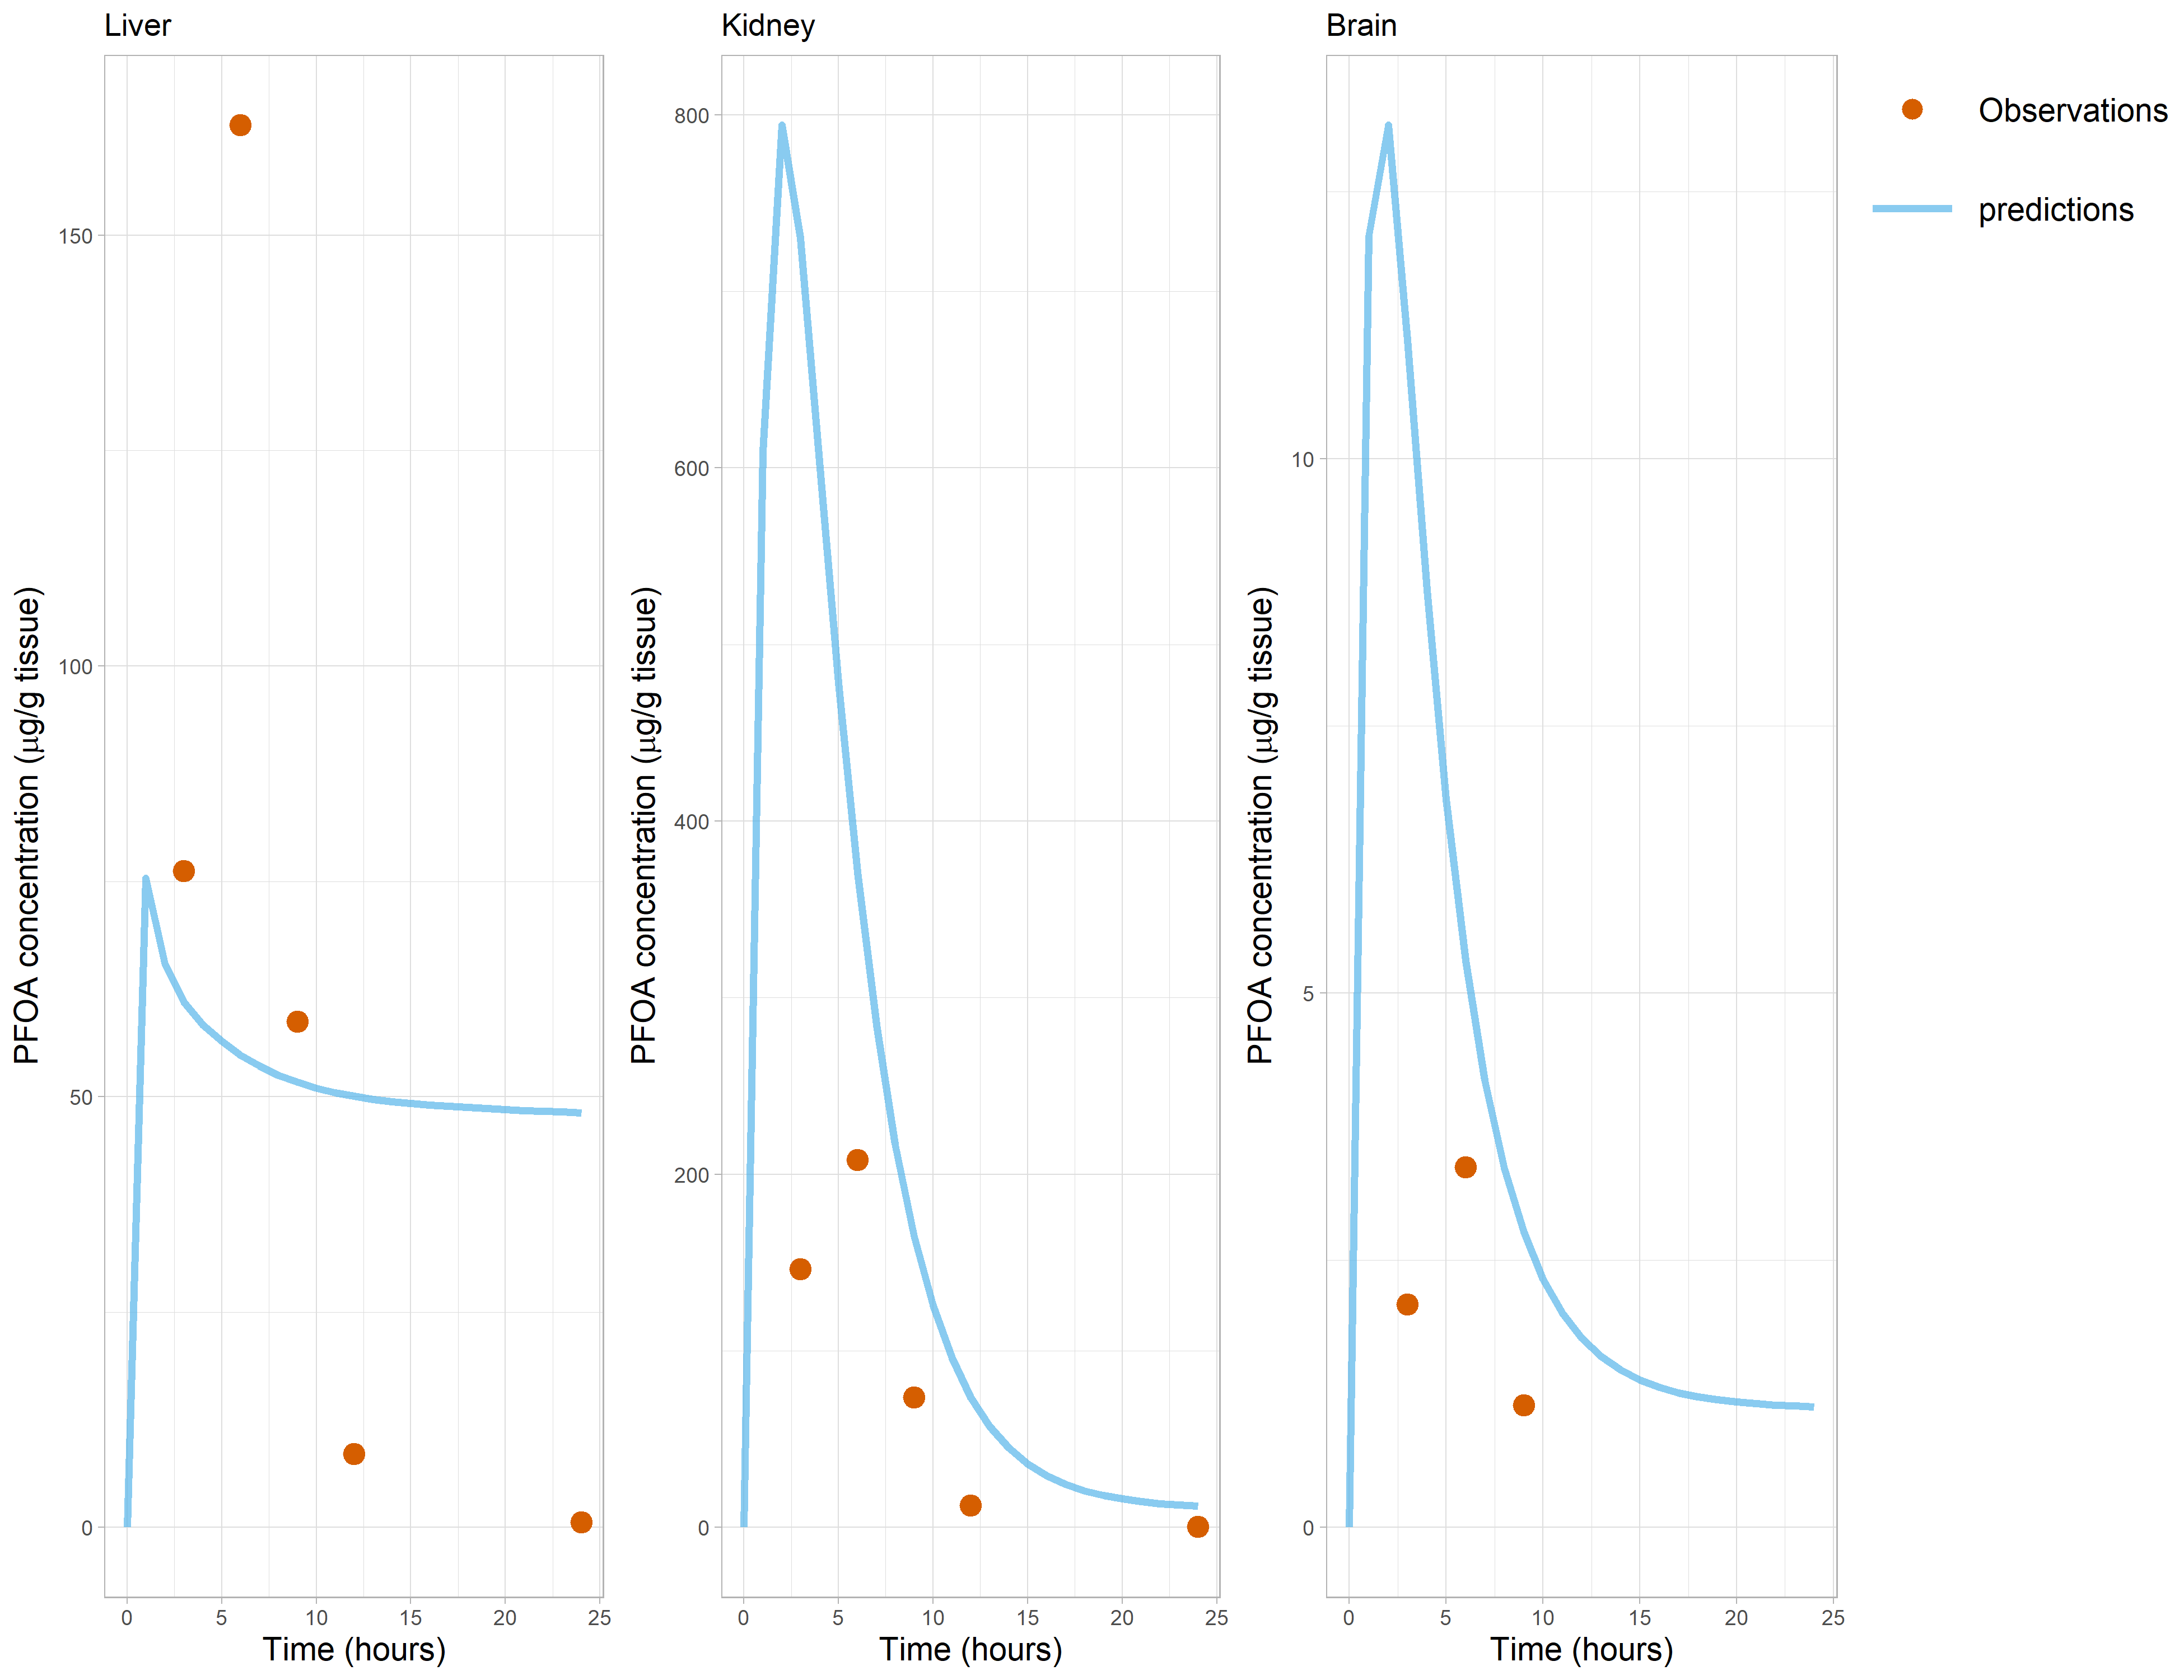 Liver
PFOA concentration (μg/g tissue)
150
100
50
0
0 5 10 15 20 25
Time (hours)
Kidney
PFOA concentration (μg/g tissue)
800
600
400
200
0
0 5 10 15 20 25
Time (hours)
Brain
PFOA concentration (μg/g tissue)
10
5
0
0 5 10 15 20 25
Time (hours)
Observations
predictions